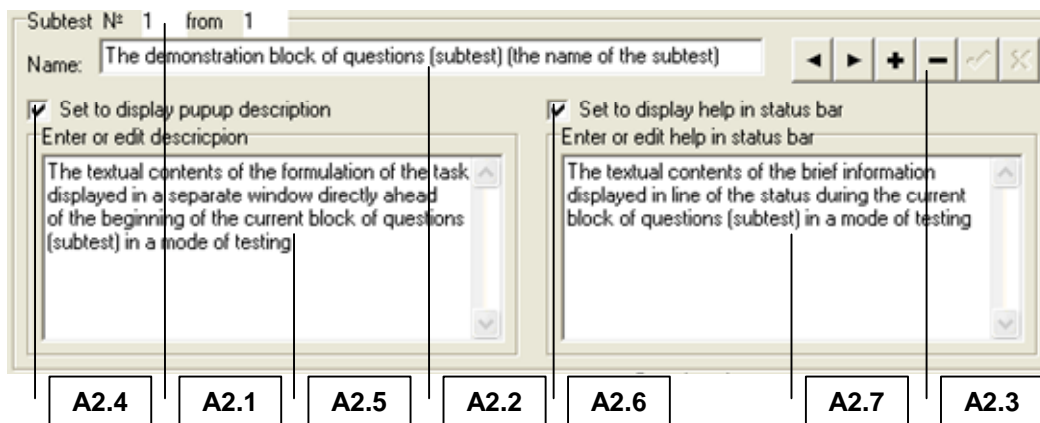 Subtest № 1 from 1
Name: The demonstration block of questions (subtest) (the name of the subtest)
Set to display pupup description
Enter or edit descricpion
The textual contents of the formulation of the task
displayed in a separate window directly ahead
of the beginning of the current block of questions
(subtest) in a mode of testing
Set to display help in status bar
Enter or edit help in status bar
The textual contents of the brief information
displayed in line of the status during the current
block of questions (subtest) in a mode of testing
A2.4 A2.1 A2.5 A2.2 A2.6 A2.7 A2.3